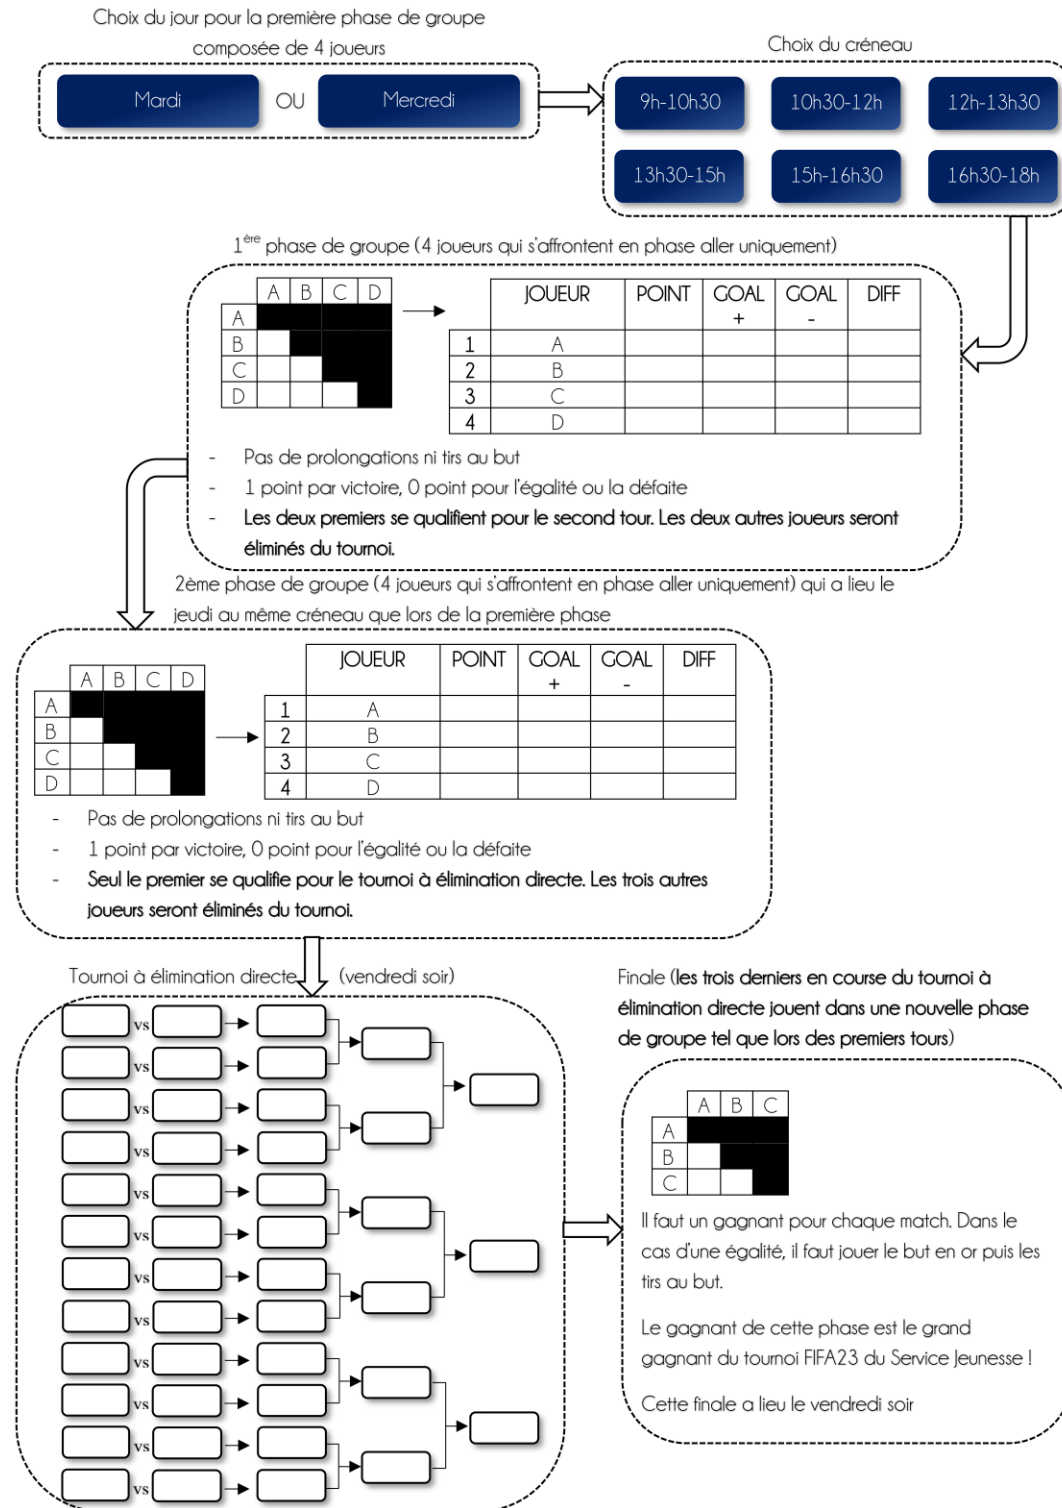 Choix du jour pour la première phase de groupe
composée de 4 joueurs
Mardi OU Mercredi
Choix du créneau
9h-10h30 10h30-12h 12h-13h30
13h30-15h 15h-16h30 16h30-18h
1ère phase de groupe (4 joueurs qui s'affrontent en phase aller uniquement)
A B C D
A
B
C
D
JOUEUR POINT GOAL + GOAL - DIFF
1 A
2 B
3 C
4 D
- Pas de prolongations ni tirs au but
- 1 point par victoire, 0 point pour l'égalité ou la défaite
- Les deux premiers se qualifient pour le second tour. Les deux autres joueurs seront
éliminés du tournoi.
2ème phase de groupe (4 joueurs qui s'affrontent en phase aller uniquement) qui a lieu le
jeudi au même créneau que lors de la première phase
A B C D
A
B
C
D
JOUEUR POINT GOAL + GOAL - DIFF
1 A
2 B
3 C
4 D
- Pas de prolongations ni tirs au but
- 1 point par victoire, 0 point pour l'égalité ou la défaite
- Seul le premier se qualifie pour le tournoi à élimination directe. Les trois autres
joueurs seront éliminés du tournoi.
Tournoi à élimination directe (vendredi soir)
vs
vs
vs
vs
vs
vs
vs
vs
vs
vs
vs
vs
Finale (les trois derniers en course du tournoi à
élimination directe jouent dans une nouvelle phase
de groupe tel que lors des premiers tours)
A B C
A
B
C
Il faut un gagnant pour chaque match. Dans le
cas d'une égalité, il faut jouer le but en or puis les
tirs au but.
Le gagnant de cette phase est le grand
gagnant du tournoi FIFA23 du Service Jeunesse !
Cette finale a lieu le vendredi soir